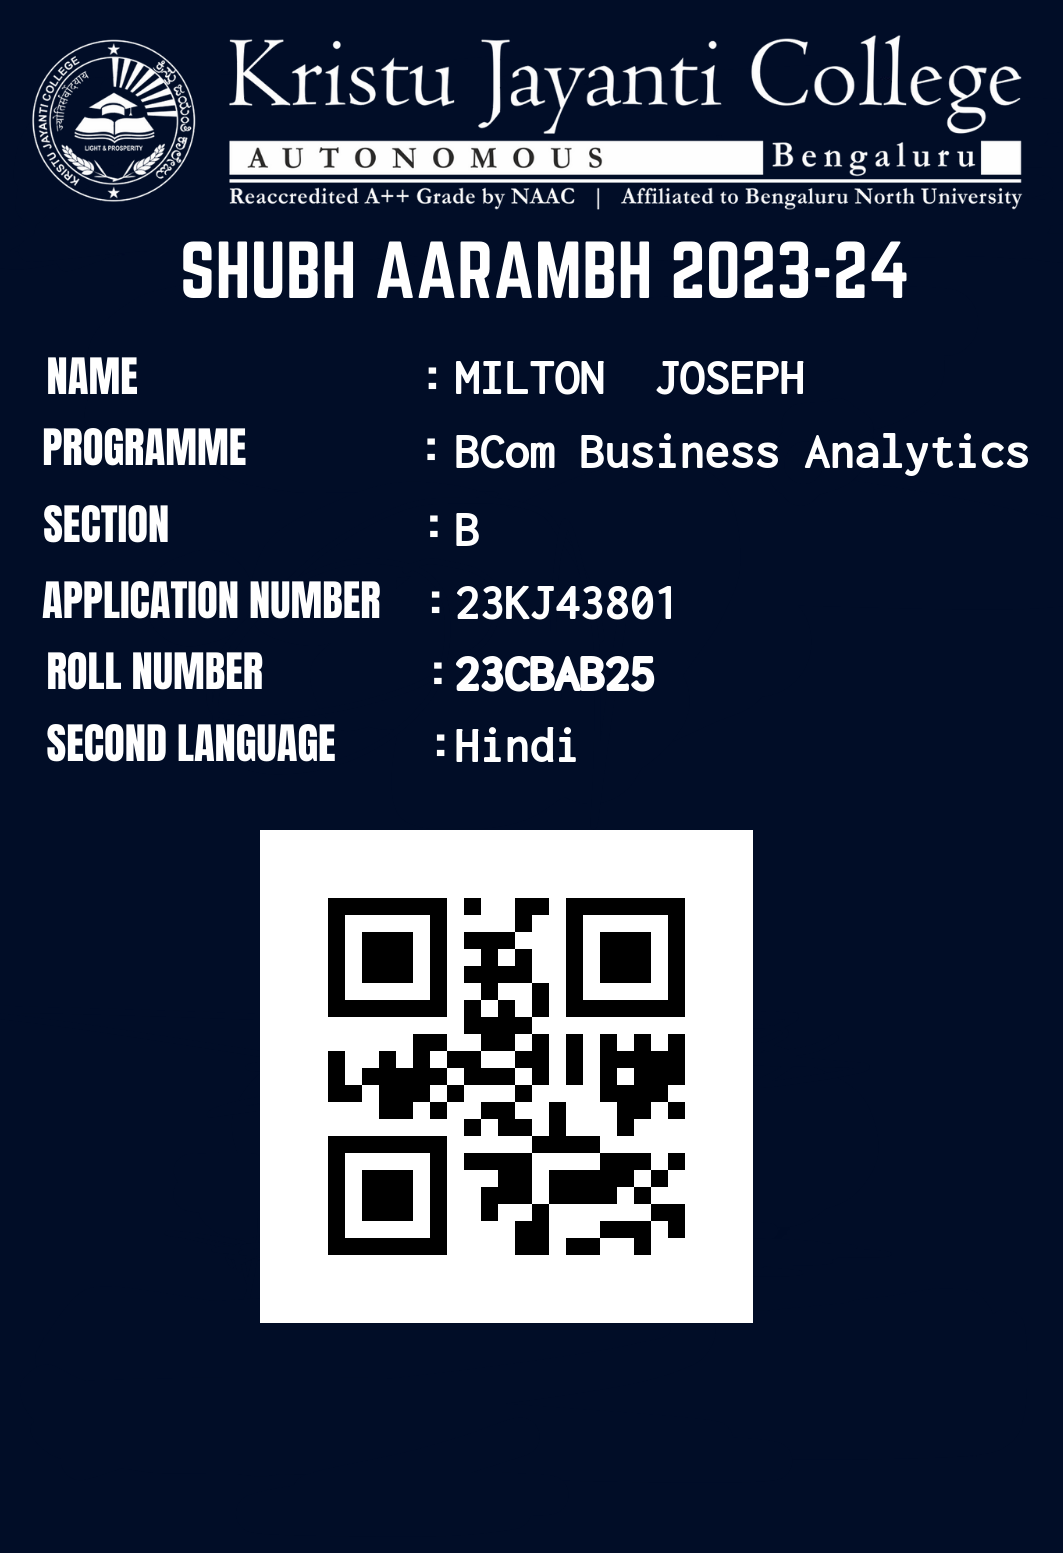 KRISTU JAYANTI COLLEGE
ಕ್ರಿಸ್ತು ಜಯಂತಿ ಕಾಲೇಜು
LIGHT & PROSPERITY
Kristu Jayanti College
AUTONOMOUS Bengaluru
Reaccredited A++ Grade by NAAC | Affiliated to Bengaluru North University
SHUBH AARAMBH 2023-24
NAME : MILTON JOSEPH
PROGRAMME : BCom Business Analytics
SECTION : B
APPLICATION NUMBER : 23KJ43801
ROLL NUMBER : 23CBAB25
SECOND LANGUAGE : Hindi